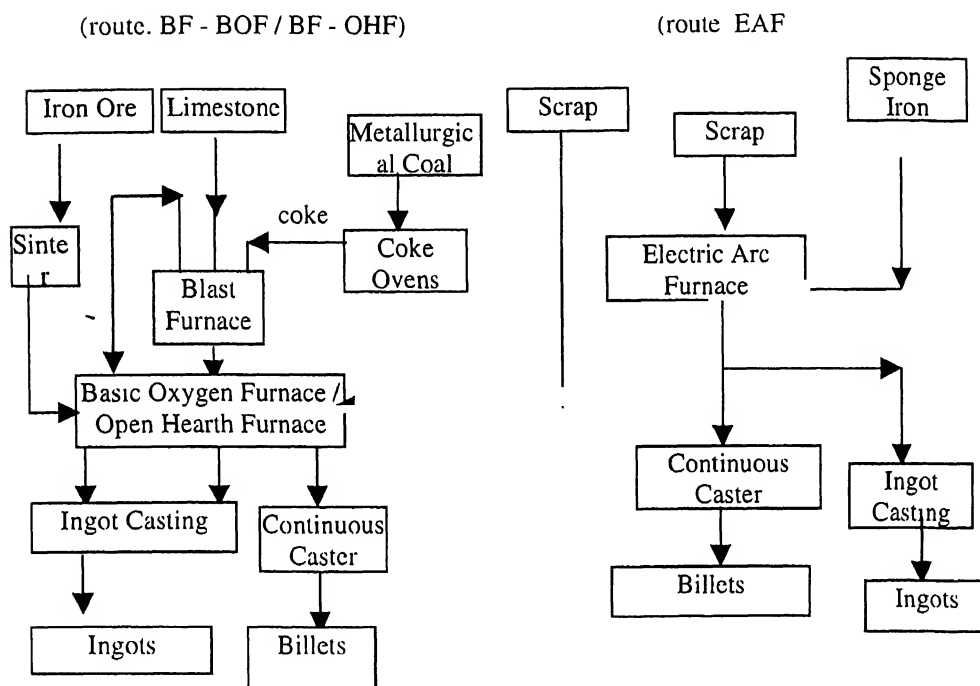 (route. BF - BOF / BF - OHF)
(route EAF
Iron Ore
Limestone
Metallurgic
al Coal
Scrap
Scrap
Sponge
Iron
Sinte
r
coke
Coke
Ovens
Blast
Furnace
Electric Arc
Furnace
Basic Oxygen Furnace /
Open Hearth Furnace
Ingot Casting
Continuous
Caster
Continuous
Caster
Ingot
Casting
Ingots
Billets
Billets
Ingots